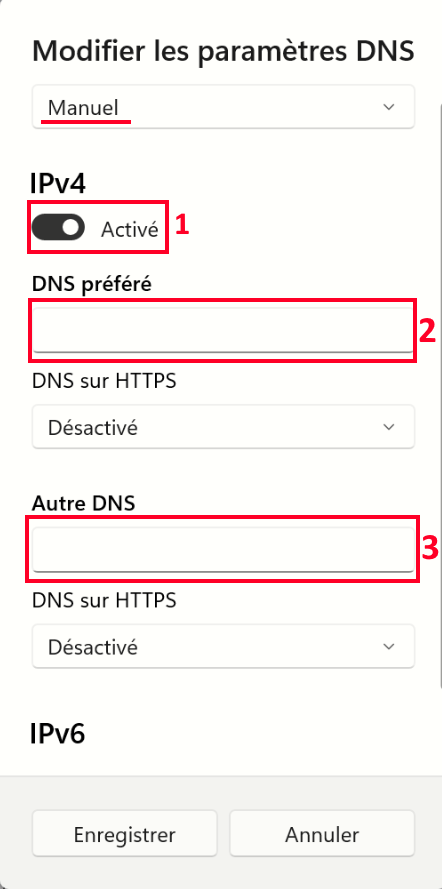 Modifier les paramètres DNS
Manuel
IPv4
Activé 1
DNS préféré
2
DNS sur HTTPS
Désactivé
Autre DNS
3
DNS sur HTTPS
Désactivé
IPv6
Enregistrer Annuler